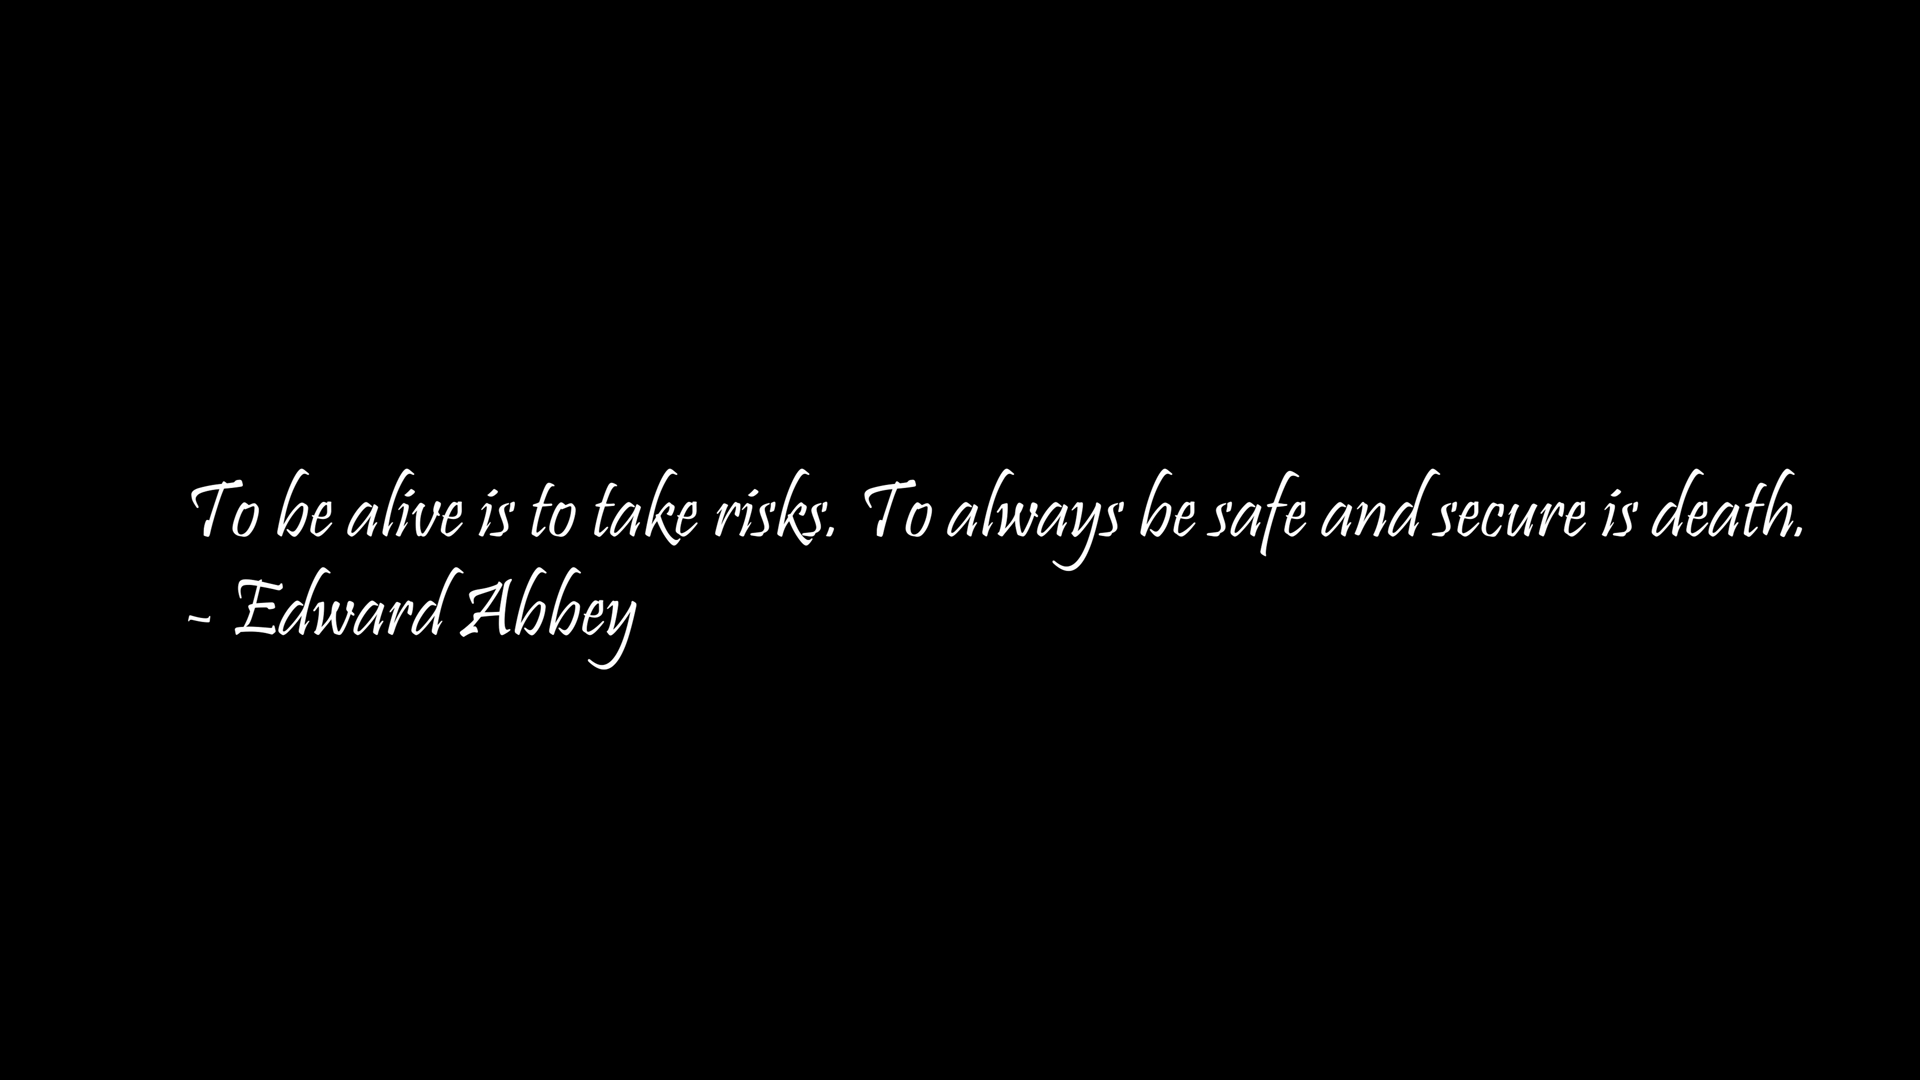 To be alive is to take risks. To always be safe and secure is death.
~ Edward Abbey